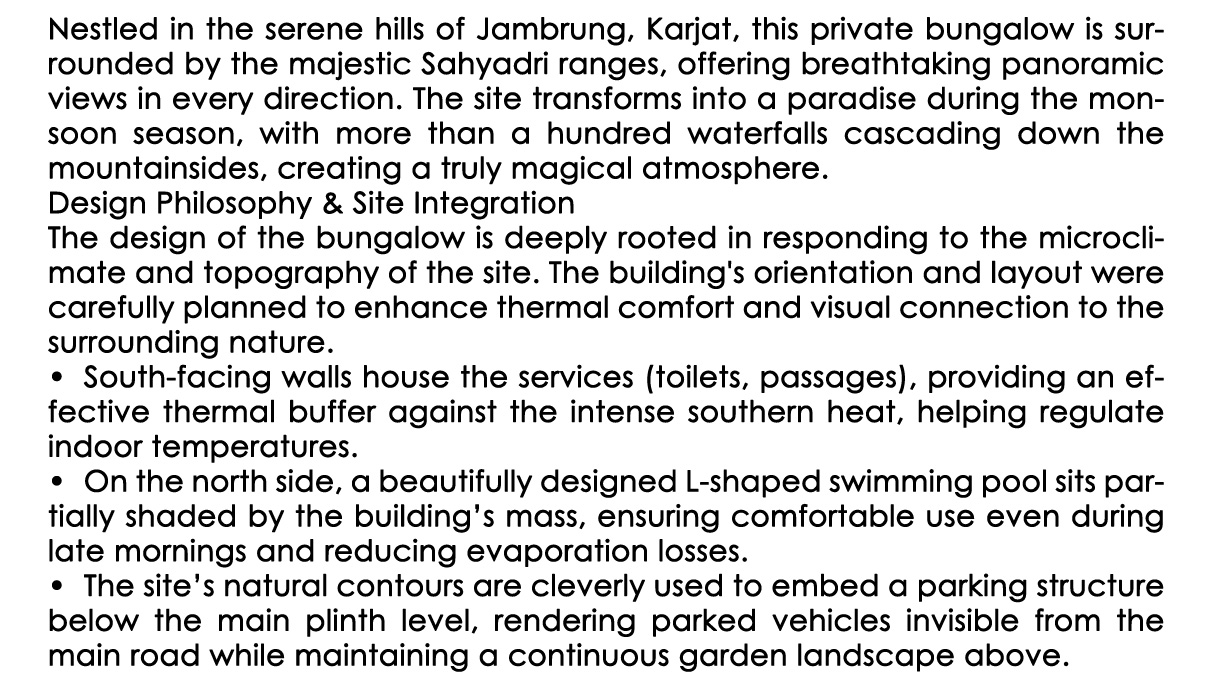 Nestled in the serene hills of Jambrung, Karjat, this private bungalow is sur-
rounded by the majestic Sahyadri ranges, offering breathtaking panoramic
views in every direction. The site transforms into a paradise during the mon-
soon season, with more than a hundred waterfalls cascading down the
mountainsides, creating a truly magical atmosphere.
Design Philosophy & Site Integration
The design of the bungalow is deeply rooted in responding to the microcli-
mate and topography of the site. The building's orientation and layout were
carefully planned to enhance thermal comfort and visual connection to the
surrounding nature.
• South-facing walls house the services (toilets, passages), providing an ef-
fective thermal buffer against the intense southern heat, helping regulate
indoor temperatures.
• On the north side, a beautifully designed L-shaped swimming pool sits par-
tially shaded by the building’s mass, ensuring comfortable use even during
late mornings and reducing evaporation losses.
• The site’s natural contours are cleverly used to embed a parking structure
below the main plinth level, rendering parked vehicles invisible from the
main road while maintaining a continuous garden landscape above.